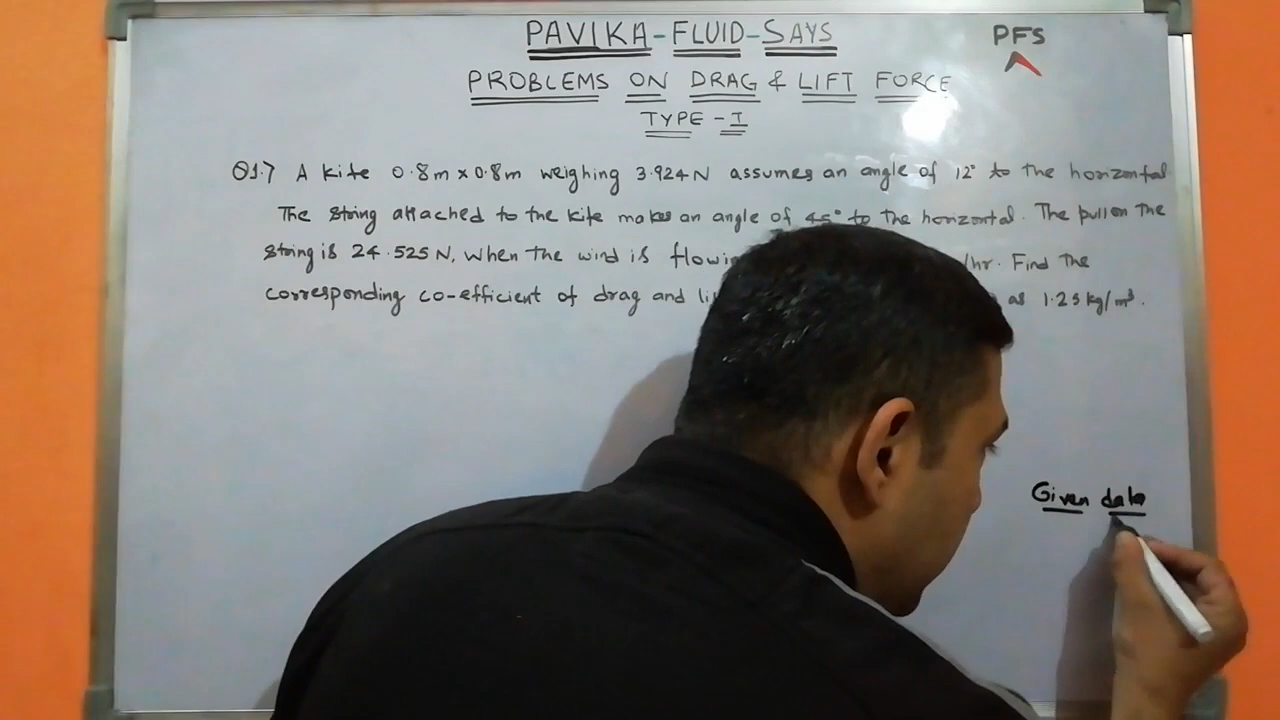 PAVIKA-FLUID-SAYS
PFS
PROBLEMS ON DRAG & LIFT FORCE
TYPE - I
Q1.7 A kite 0.8m x 0.8m weighing 3.924N assumes an angle of 12° to the horizontal
The string attached to the kite makes an angle of 45° to the horizontal. The pull on the
string is 24.525 N, when the wind is /hr. Find the
corresponding co-efficient of drag and as 1.25 kg/m³.
Given data